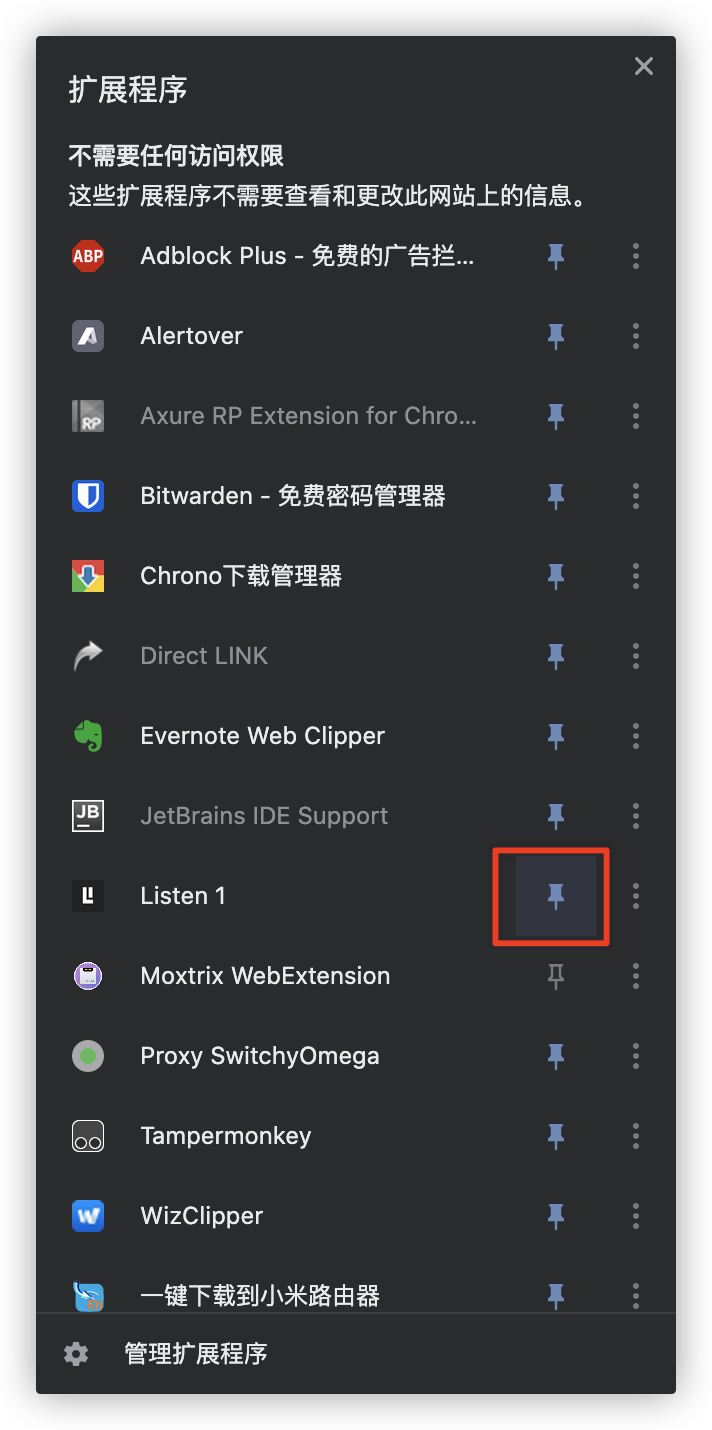 扩展程序
不需要任何访问权限
这些扩展程序不需要查看和更改此网站上的信息。
ABP Adblock Plus - 免费的广告拦...
Alertover
RP Axure RP Extension for Chro...
Bitwarden - 免费密码管理器
Chrono下载管理器
Direct LINK
Evernote Web Clipper
JB JetBrains IDE Support
Listen 1
Moxtrix WebExtension
Proxy SwitchyOmega
Tampermonkey
WizClipper
一键下载到小米路由器
管理扩展程序